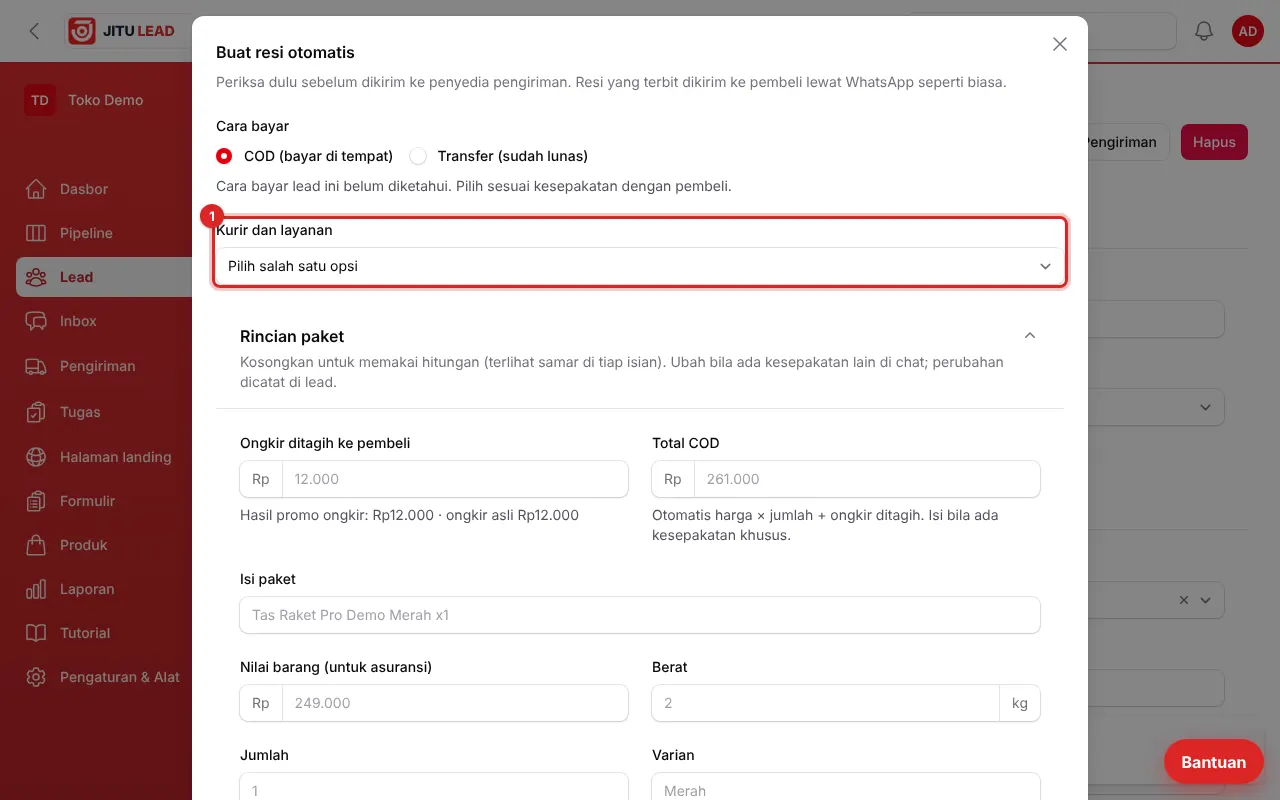 JITU LEAD
AD
TD Toko Demo
Dasbor
Pipeline
Lead
Inbox
Pengiriman
Tugas
Halaman landing
Formulir
Produk
Laporan
Tutorial
Pengaturan & Alat
Pengiriman
Hapus
Buat resi otomatis
Periksa dulu sebelum dikirim ke penyedia pengiriman. Resi yang terbit dikirim ke pembeli lewat WhatsApp seperti biasa.
Cara bayar
COD (bayar di tempat) Transfer (sudah lunas)
Cara bayar lead ini belum diketahui. Pilih sesuai kesepakatan dengan pembeli.
1
Kurir dan layanan
Pilih salah satu opsi
Rincian paket
Kosongkan untuk memakai hitungan (terlihat samar di tiap isian). Ubah bila ada kesepakatan lain di chat; perubahan
dicatat di lead.
Ongkir ditagih ke pembeli
Rp 12.000
Hasil promo ongkir: Rp12.000 · ongkir asli Rp12.000
Total COD
Rp 261.000
Otomatis harga × jumlah + ongkir ditagih. Isi bila ada
kesepakatan khusus.
Isi paket
Tas Raket Pro Demo Merah x1
Nilai barang (untuk asuransi)
Rp 249.000
Berat
2 kg
Jumlah
1
Varian
Merah
Bantuan